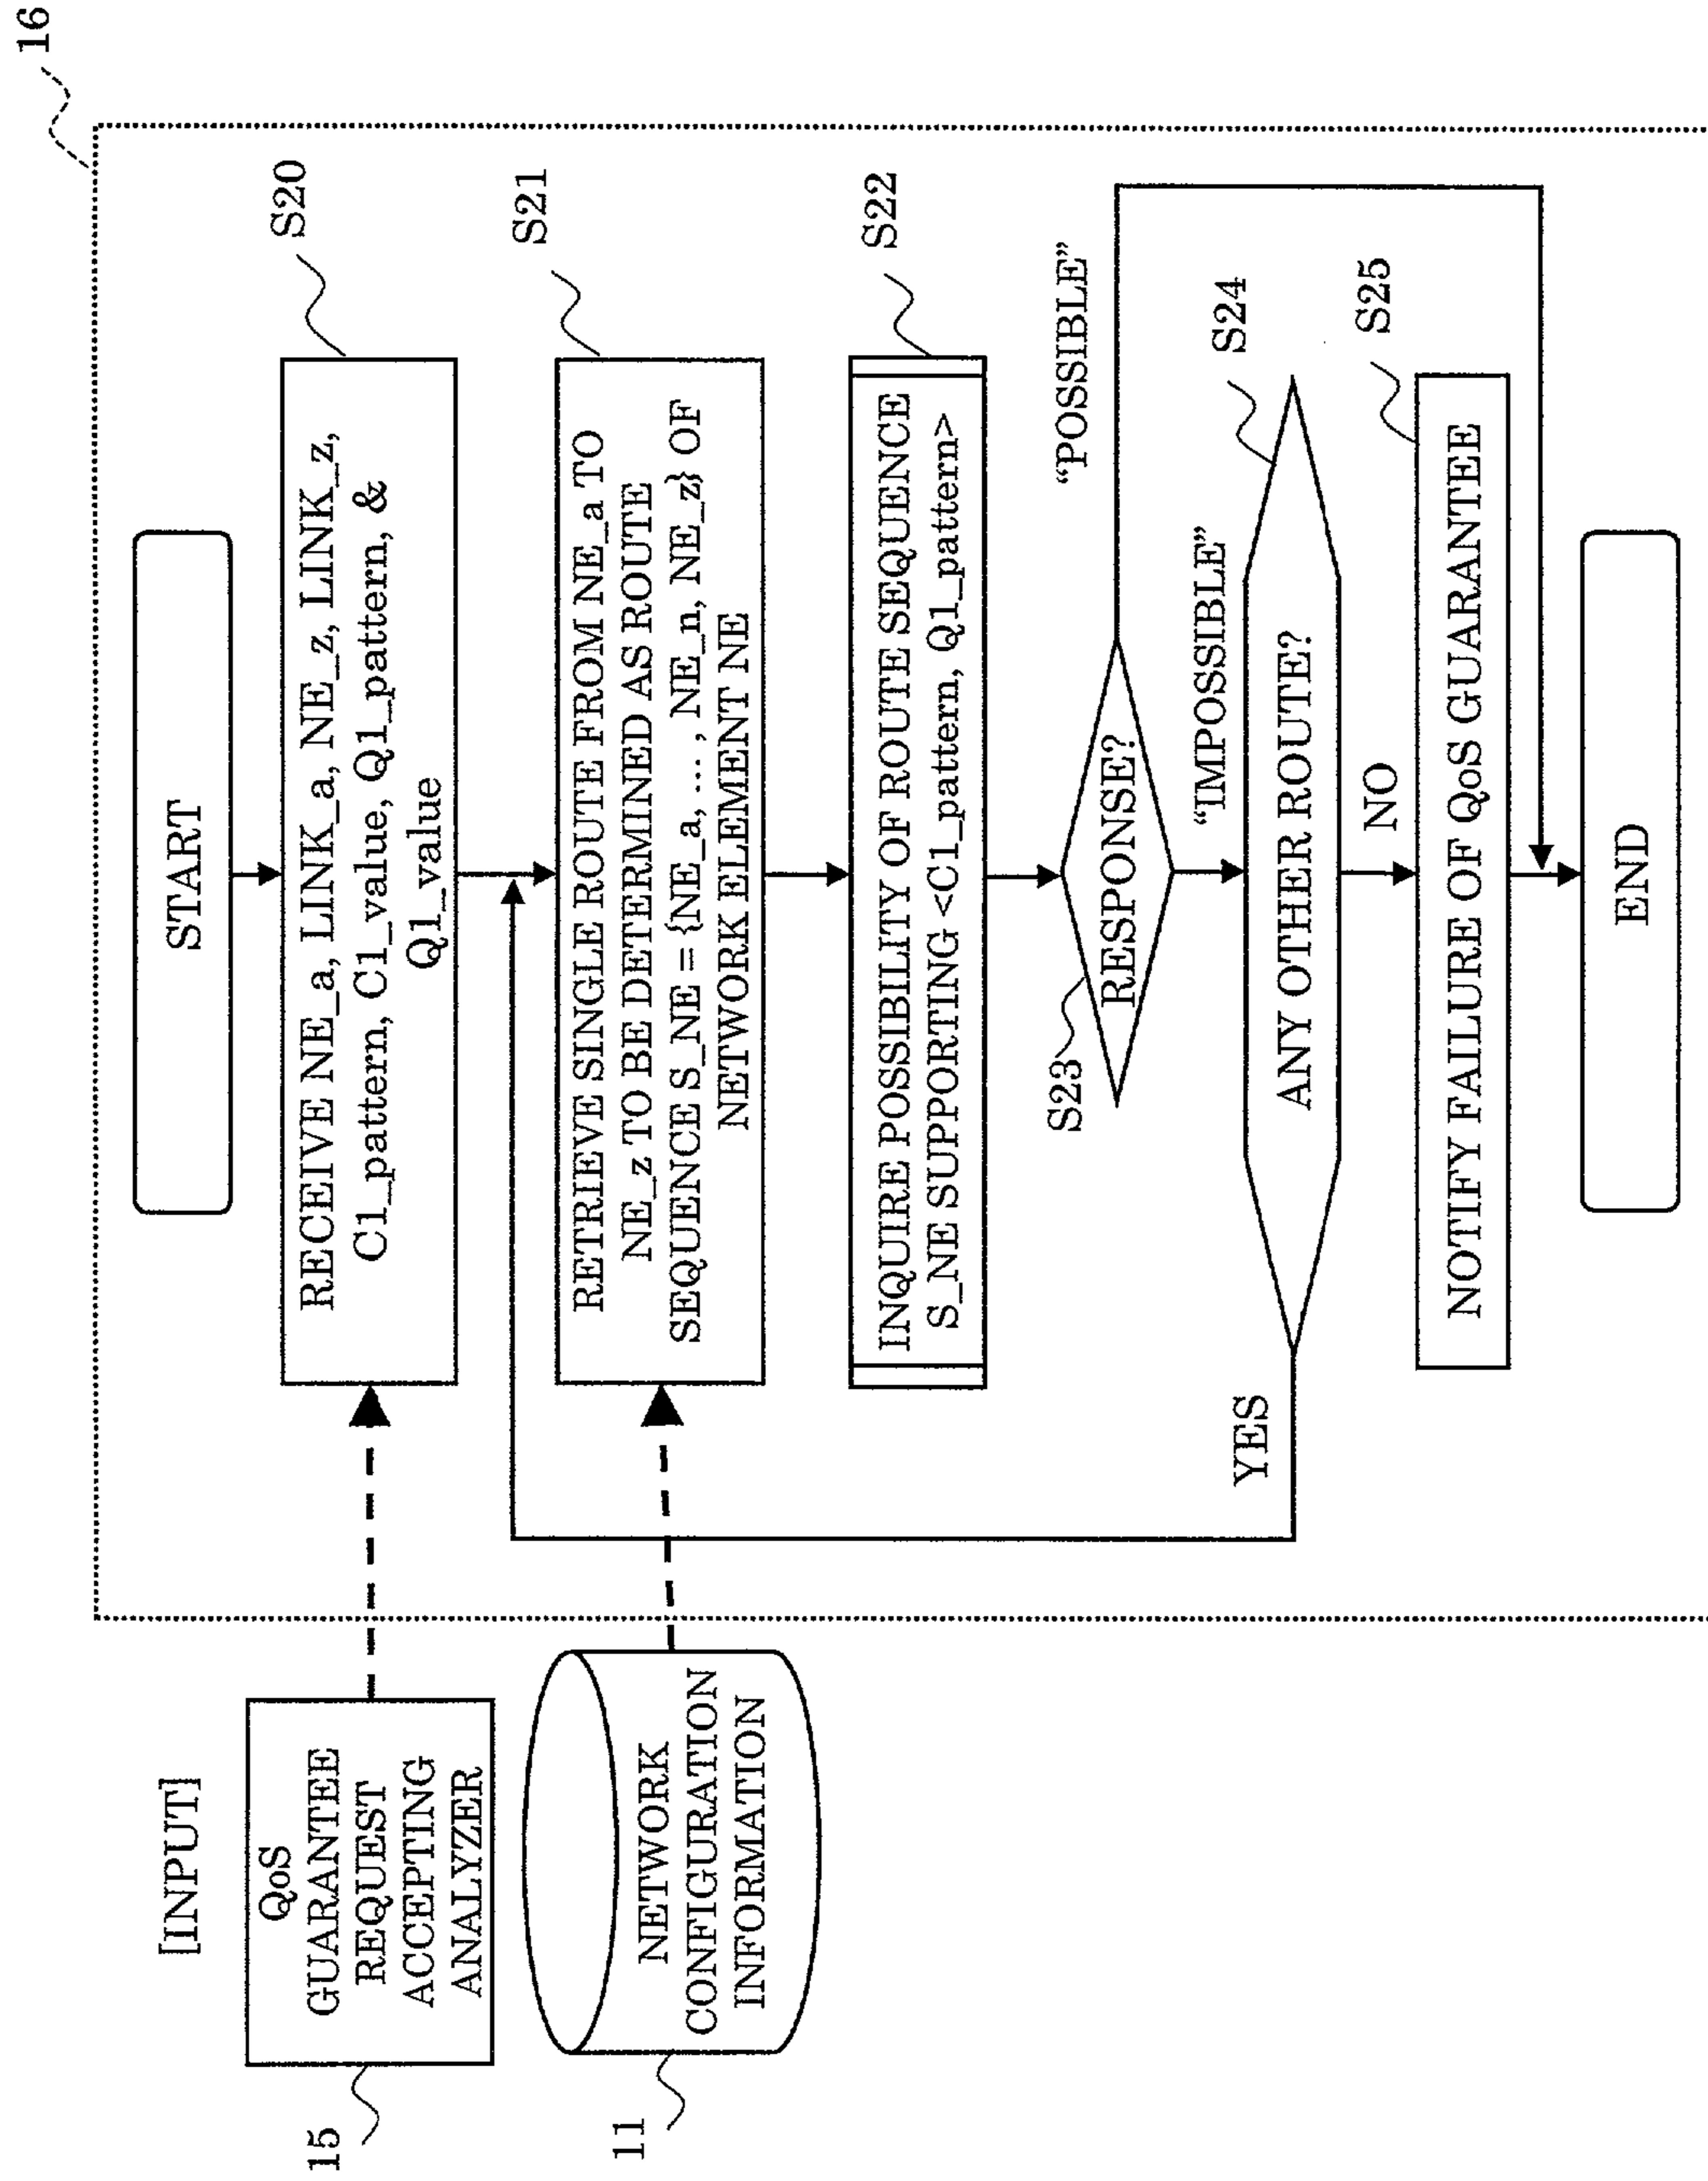 16
[INPUT]
QoS
GUARANTEE
REQUEST
ACCEPTING
ANALYZER
15
NETWORK
CONFIGURATION
INFORMATION
11
START
RECEIVE NE_a, LINK_a, NE_z, LINK_z,
C1_pattern, C1_value, Q1_pattern, &
Q1_value
S20
RETRIEVE SINGLE ROUTE FROM NE_a TO
NE_z TO BE DETERMINED AS ROUTE
SEQUENCE S_NE = {NE_a, ... , NE_n, NE_z} OF
NETWORK ELEMENT NE
S21
INQUIRE POSSIBILITY OF ROUTE SEQUENCE
S_NE SUPPORTING <C1_pattern, Q1_pattern>
S22
S23
RESPONSE?
“POSSIBLE”
“IMPOSSIBLE”
S24
ANY OTHER ROUTE?
YES
NO
S25
NOTIFY FAILURE OF QoS GUARANTEE
END